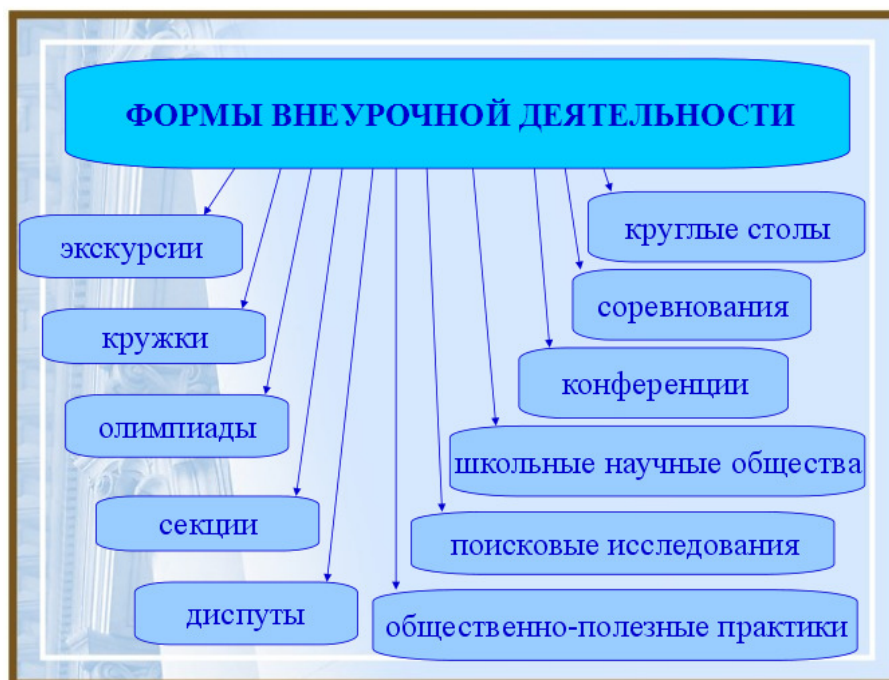 ФОРМЫ ВНЕУРОЧНОЙ ДЕЯТЕЛЬНОСТИ
экскурсии
кружки
олимпиады
секции
диспуты
круглые столы
соревнования
конференции
школьные научные общества
поисковые исследования
общественно-полезные практики